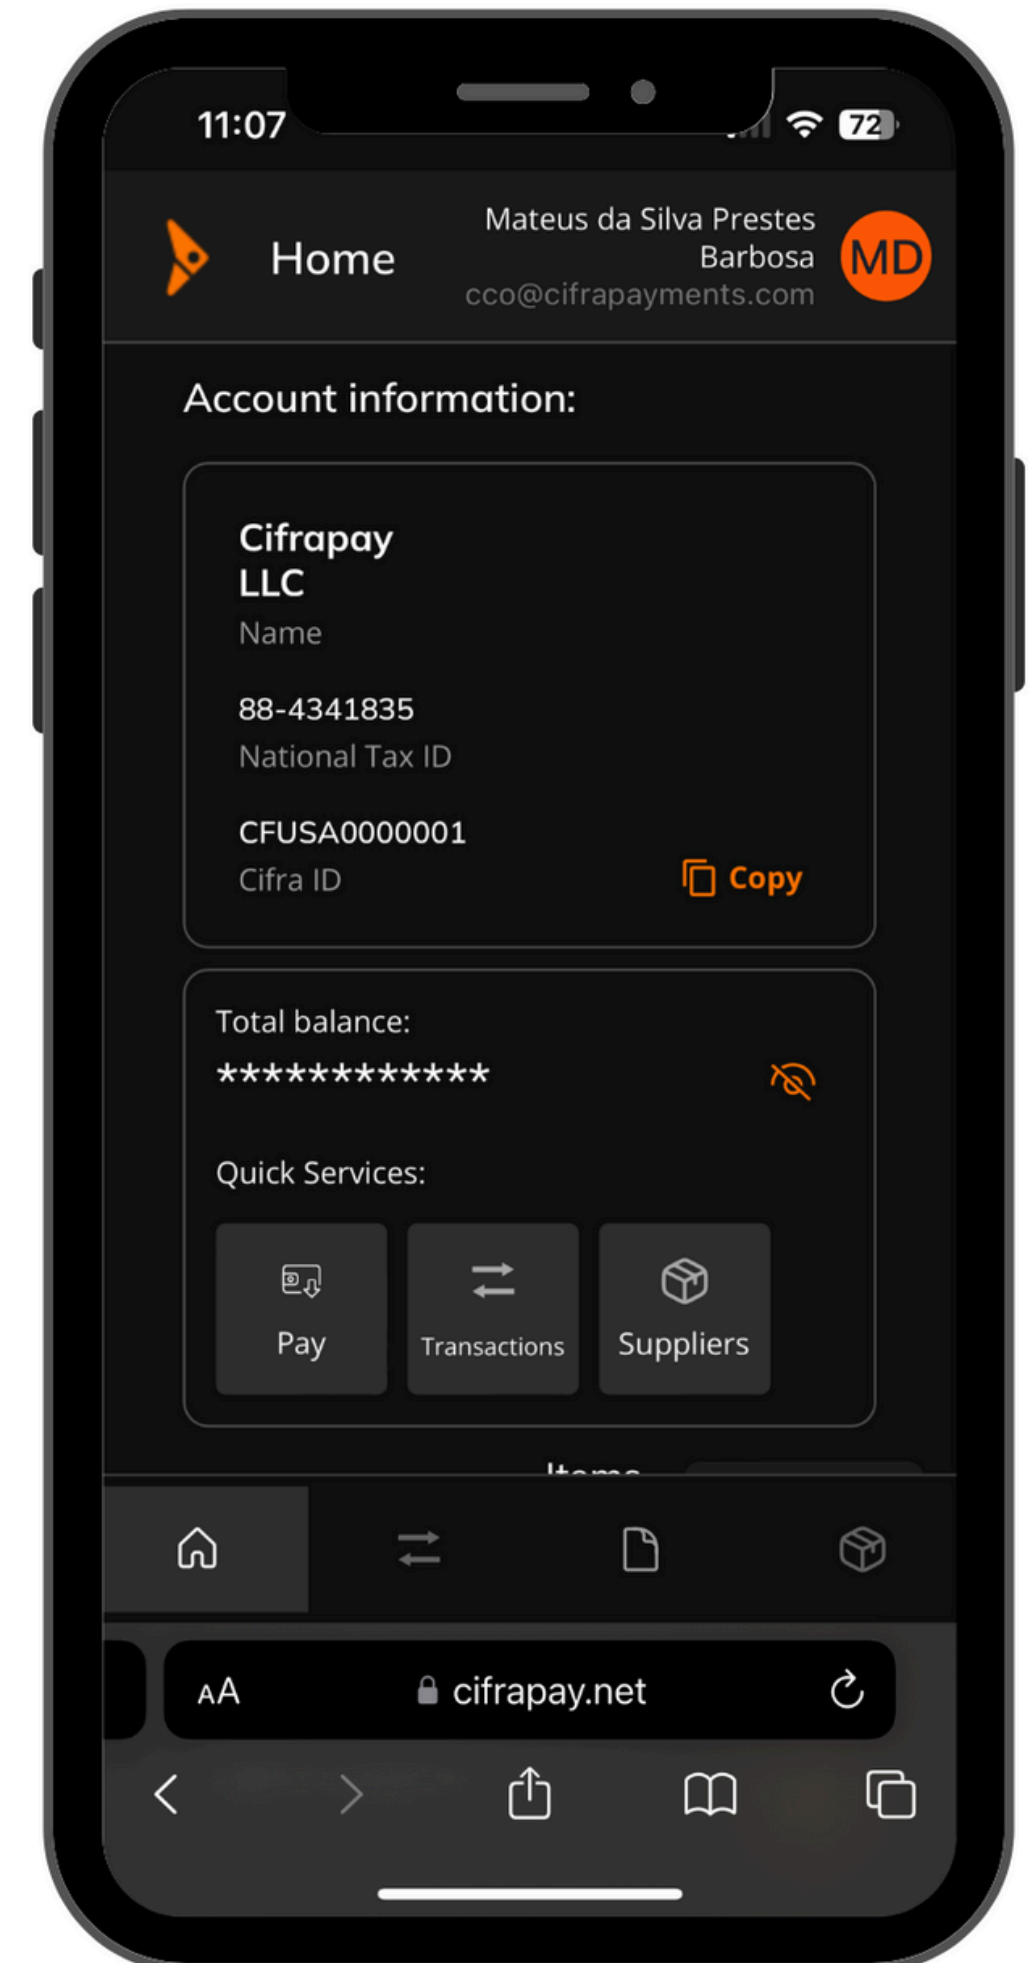 11:07
72
Home
Mateus da Silva Prestes
Barbosa
cco@cifrapayments.com
MD
Account information:
Cifrapay
LLC
Name
88-4341835
National Tax ID
CFUSA0000001
Cifra ID
Copy
Total balance:
************
Quick Services:
Pay
Transactions
Suppliers
Items
AA
cifrapay.net